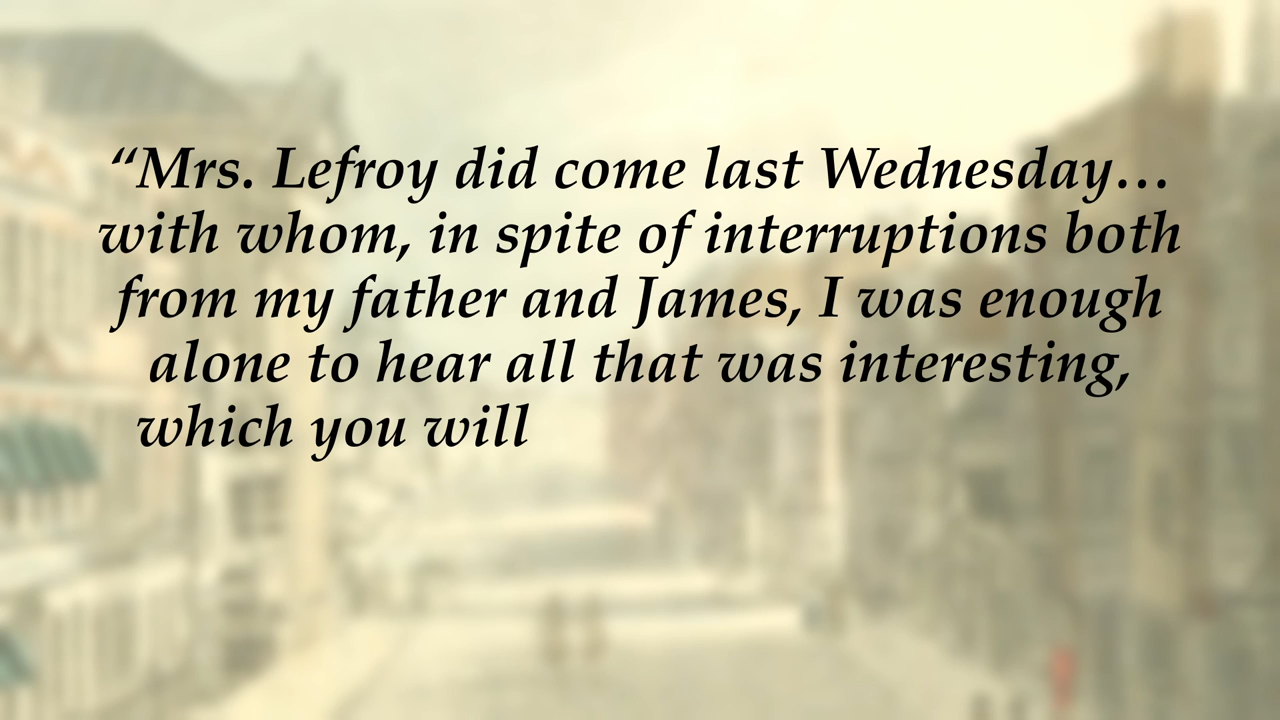 “Mrs. Lefroy did come last Wednesday…
with whom, in spite of interruptions both
from my father and James, I was enough
alone to hear all that was interesting,
which you will